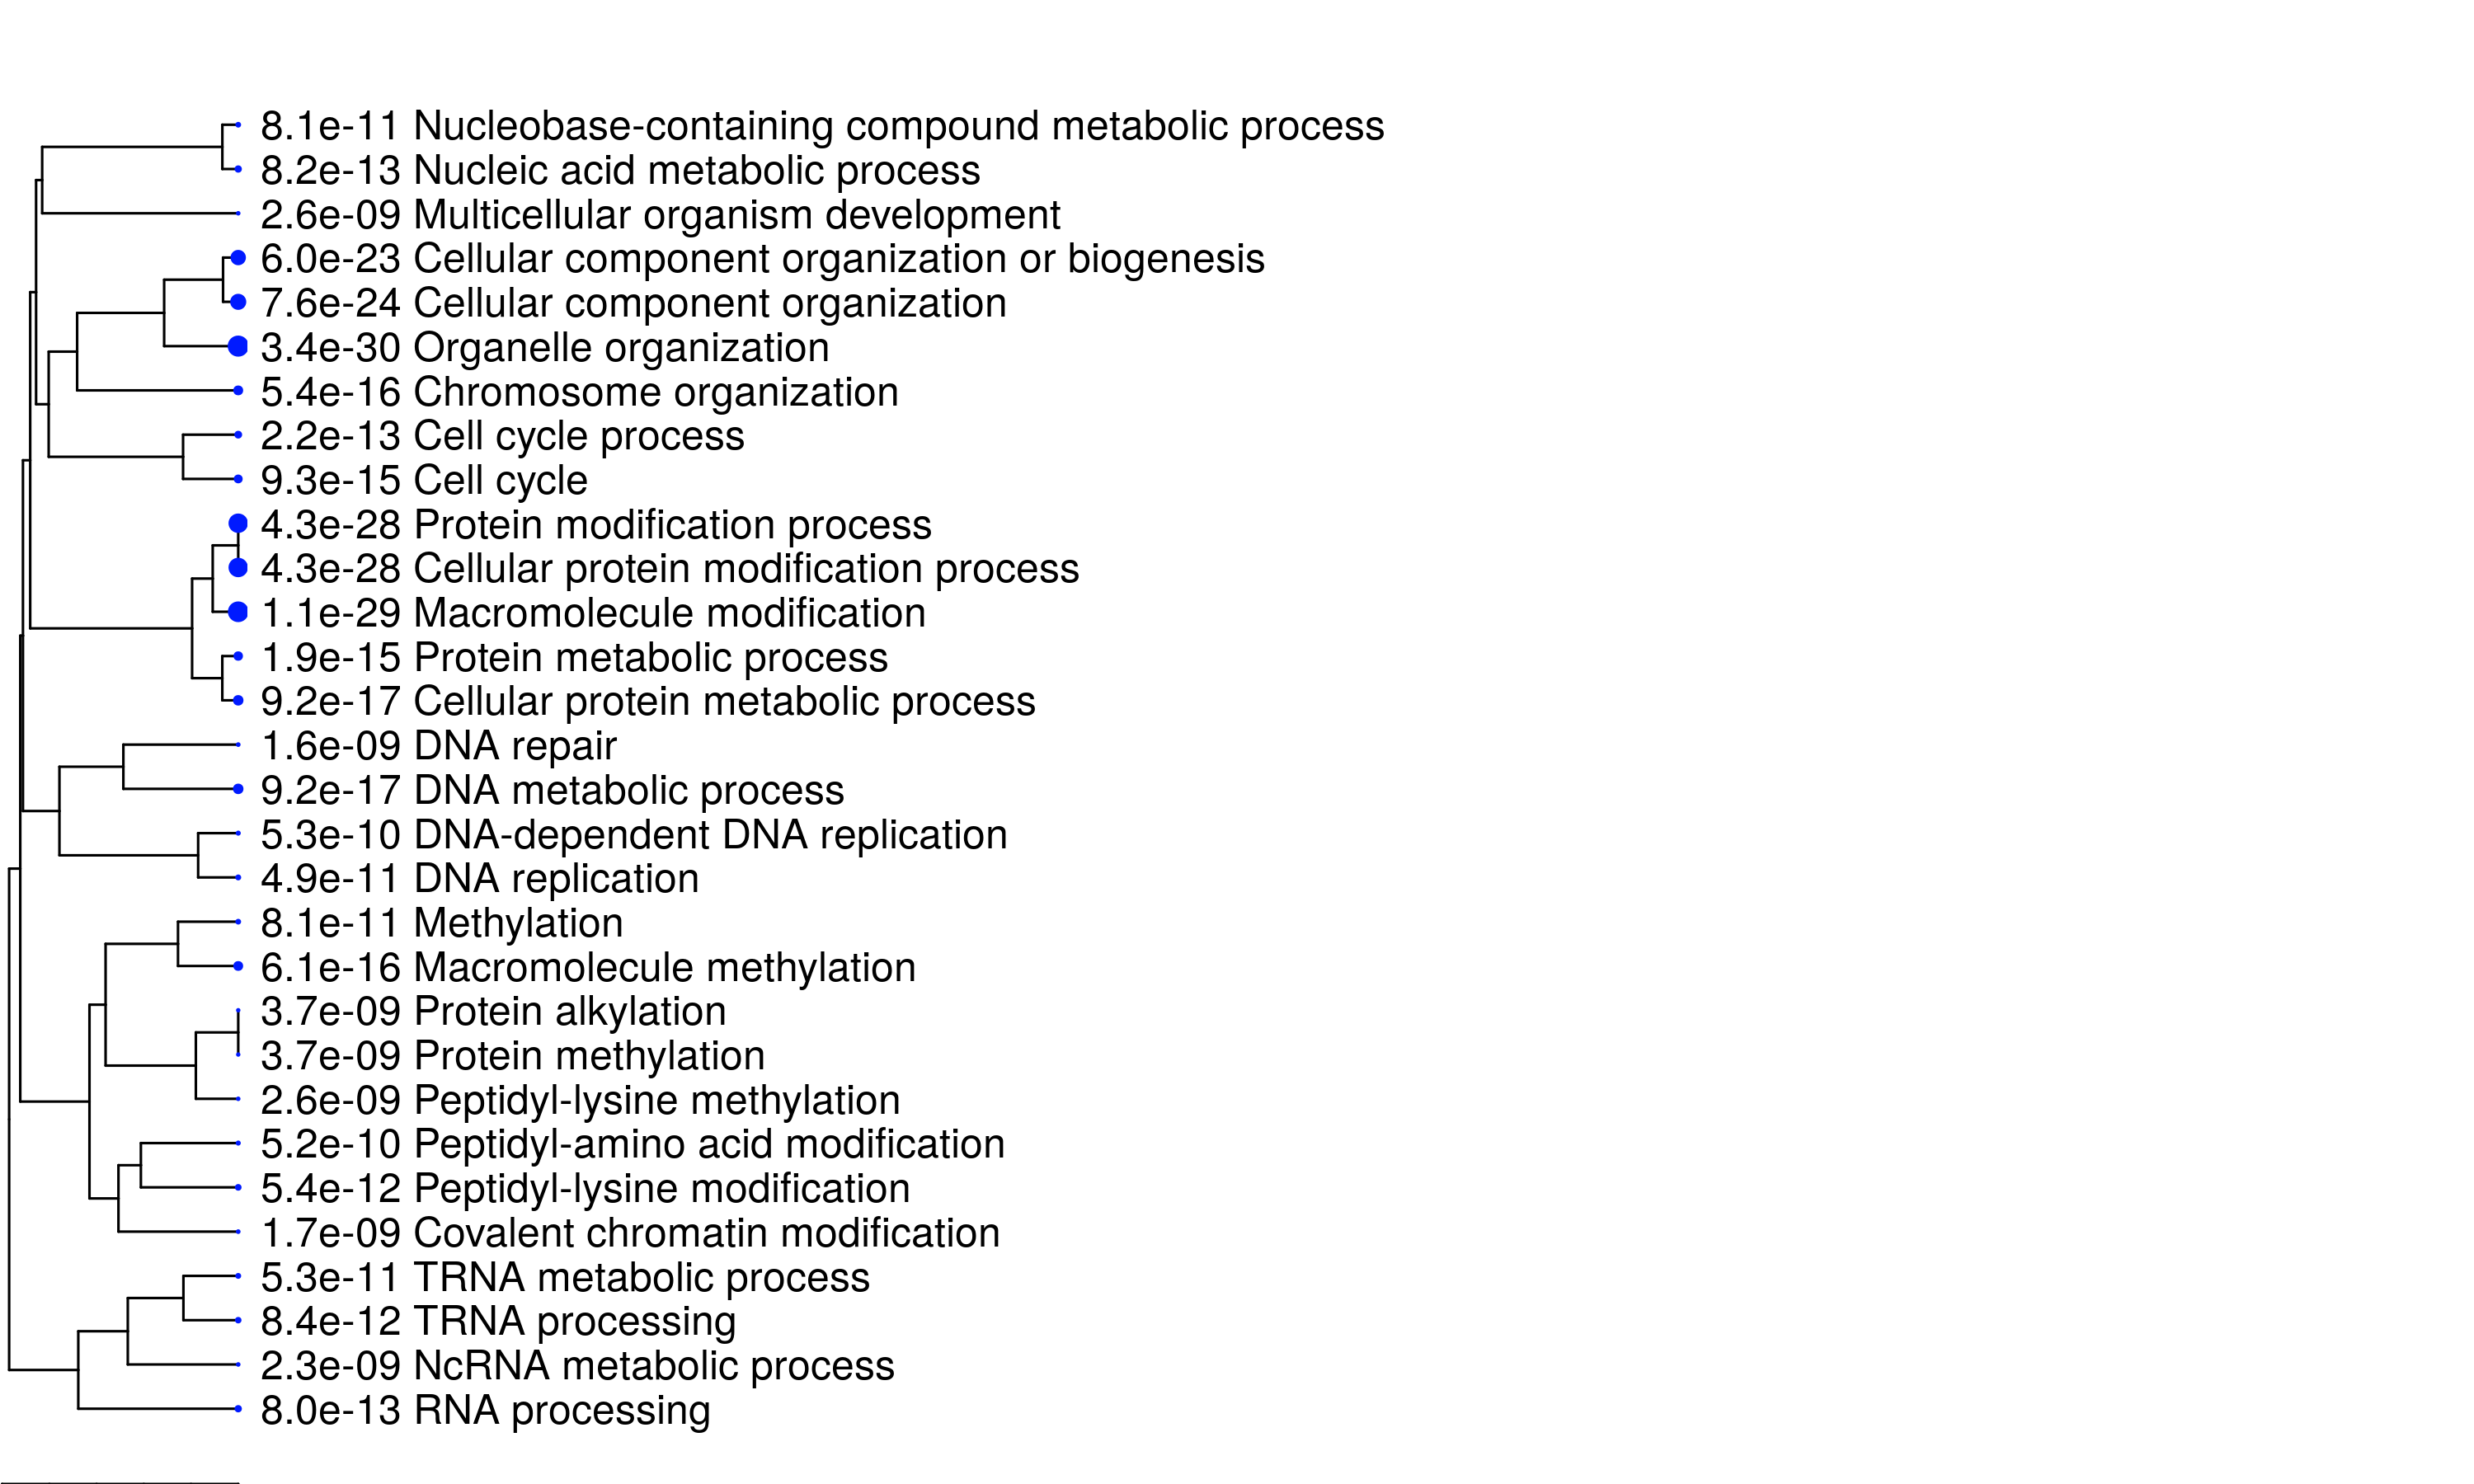 8.1e-11 Nucleobase-containing compound metabolic process
8.2e-13 Nucleic acid metabolic process
2.6e-09 Multicellular organism development
6.0e-23 Cellular component organization or biogenesis
7.6e-24 Cellular component organization
3.4e-30 Organelle organization
5.4e-16 Chromosome organization
2.2e-13 Cell cycle process
9.3e-15 Cell cycle
4.3e-28 Protein modification process
4.3e-28 Cellular protein modification process
1.1e-29 Macromolecule modification
1.9e-15 Protein metabolic process
9.2e-17 Cellular protein metabolic process
1.6e-09 DNA repair
9.2e-17 DNA metabolic process
5.3e-10 DNA-dependent DNA replication
4.9e-11 DNA replication
8.1e-11 Methylation
6.1e-16 Macromolecule methylation
3.7e-09 Protein alkylation
3.7e-09 Protein methylation
2.6e-09 Peptidyl-lysine methylation
5.2e-10 Peptidyl-amino acid modification
5.4e-12 Peptidyl-lysine modification
1.7e-09 Covalent chromatin modification
5.3e-11 TRNA metabolic process
8.4e-12 TRNA processing
2.3e-09 NcRNA metabolic process
8.0e-13 RNA processing